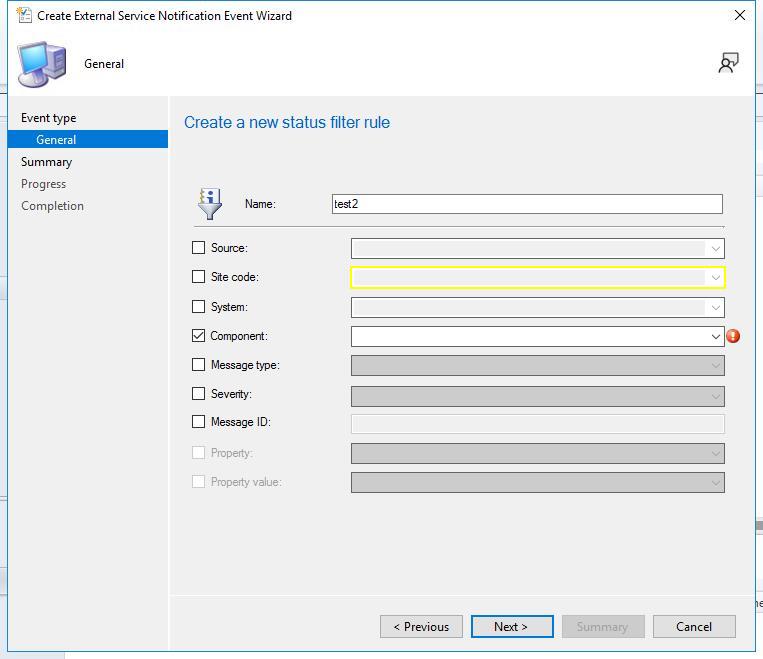 Create External Service Notification Event Wizard
General
Event type
General
Summary
Progress
Completion
Create a new status filter rule
Name: test2
Source:
Site code:
System:
Component:
Message type:
Severity:
Message ID:
Property:
Property value:
< Previous Next > Summary Cancel